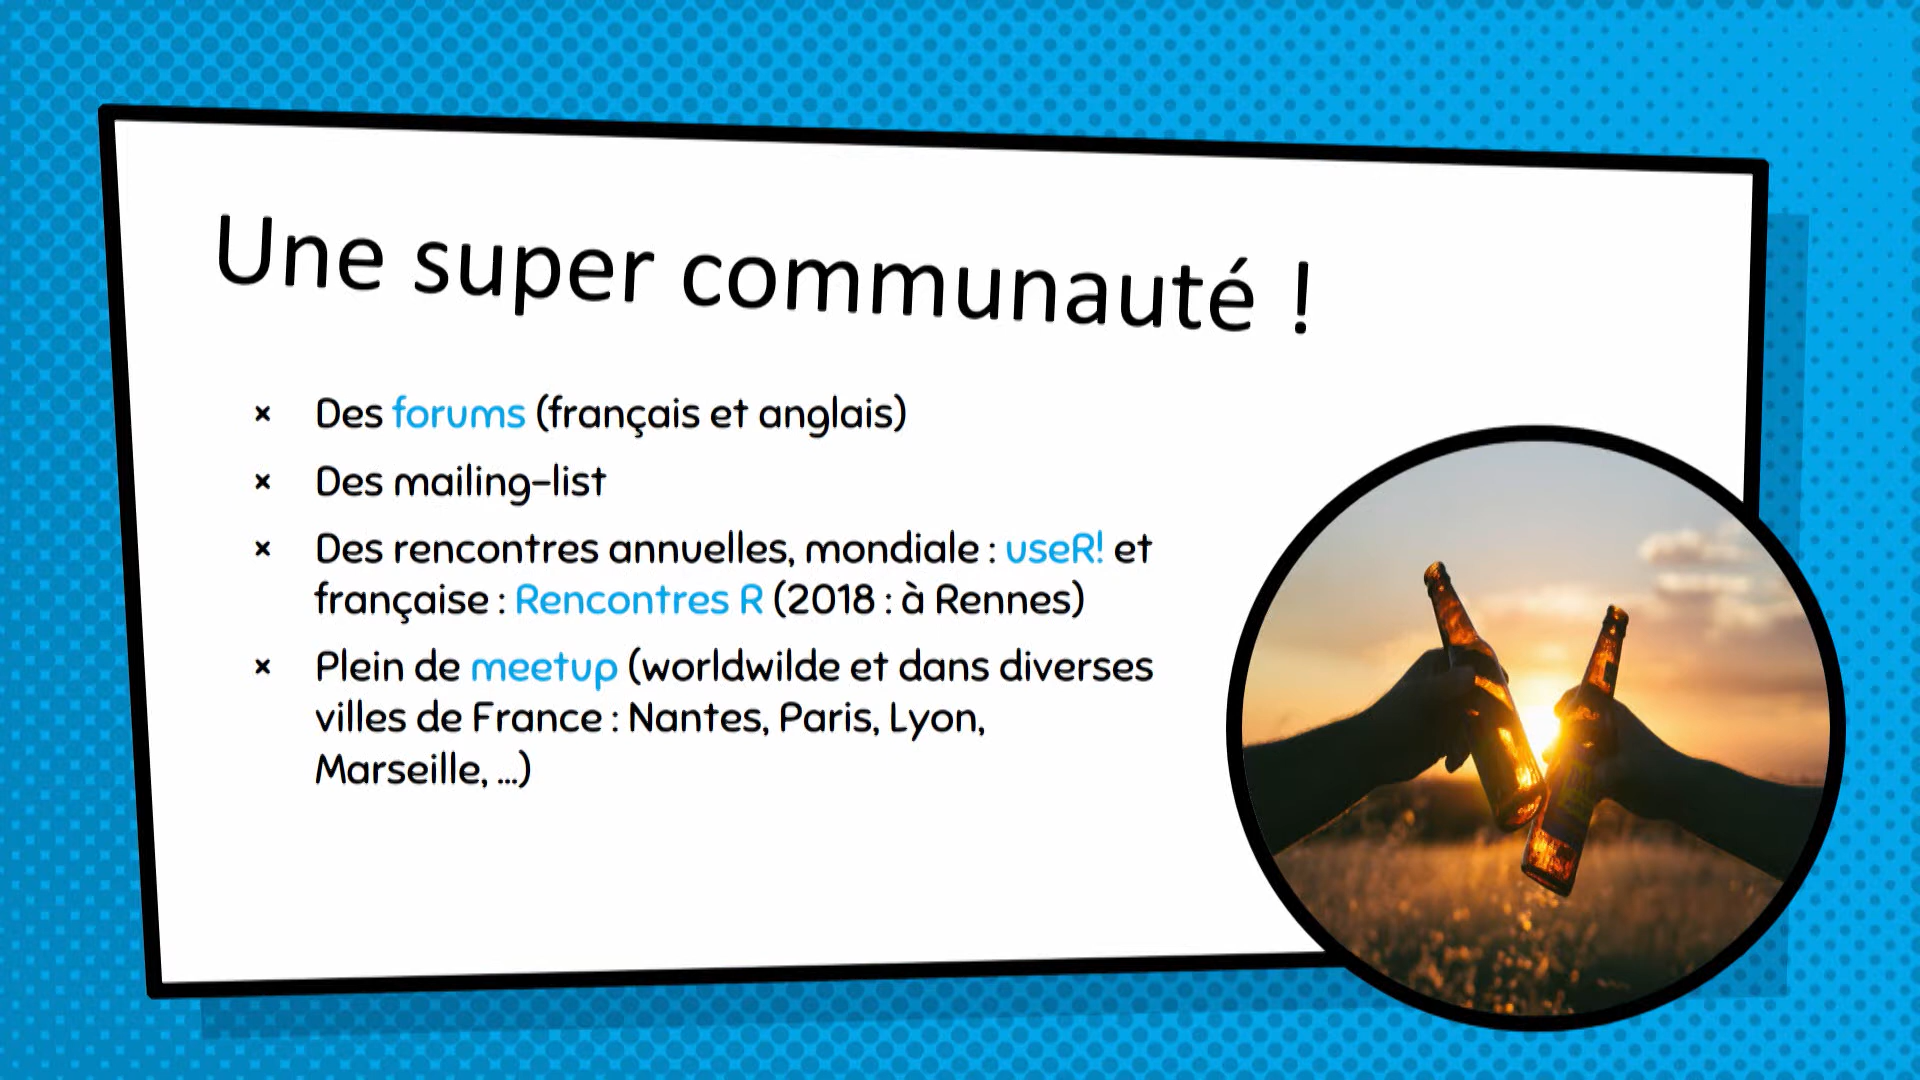 Une super communauté !
× Des forums (français et anglais)
× Des mailing-list
× Des rencontres annuelles, mondiale : useR! et
française : Rencontres R (2018 : à Rennes)
× Plein de meetup (worldwilde et dans diverses
villes de France : Nantes, Paris, Lyon,
Marseille, ...)